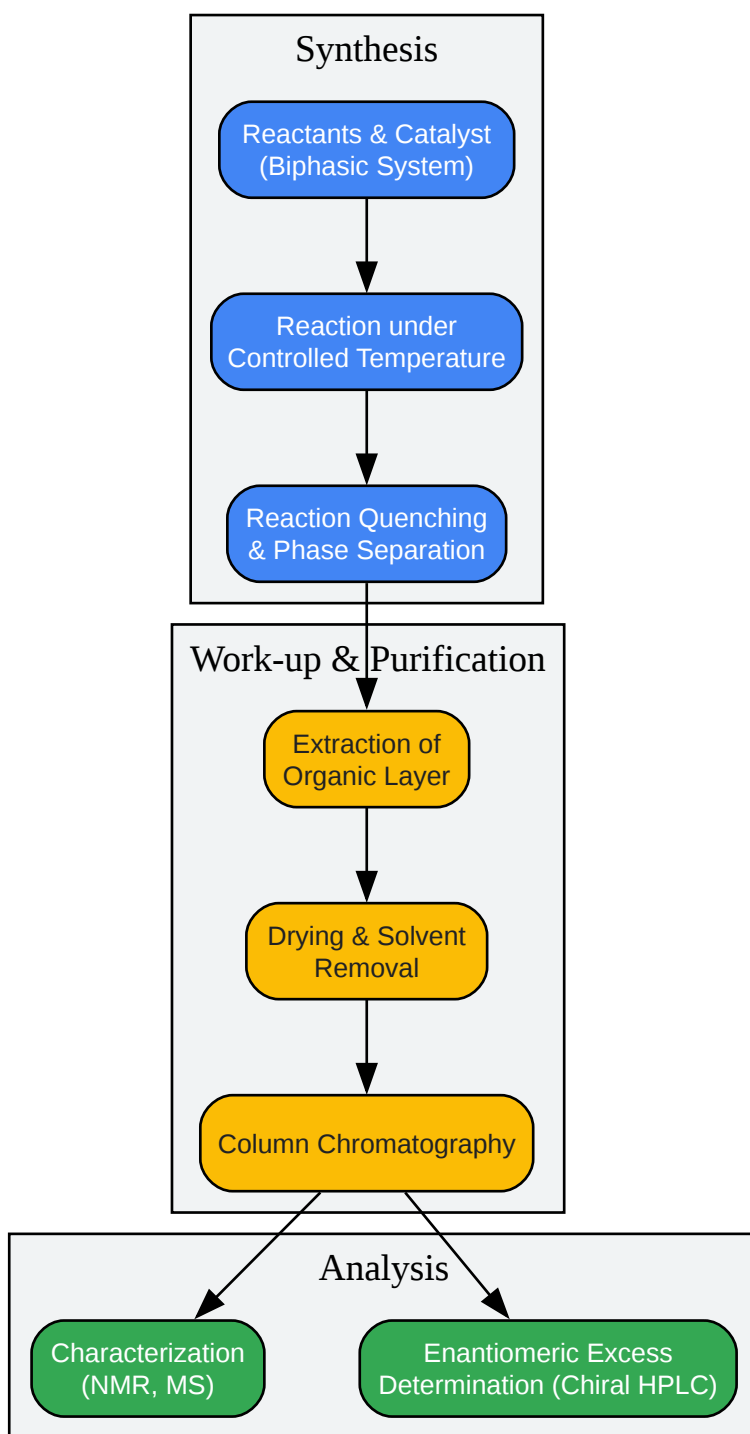 Synthesis
Reactants & Catalyst
(Biphasic System)
Reaction under
Controlled Temperature
Reaction Quenching
& Phase Separation
Work-up & Purification
Extraction of
Organic Layer
Drying & Solvent
Removal
Column Chromatography
Analysis
Characterization
(NMR, MS)
Enantiomeric Excess
Determination (Chiral HPLC)